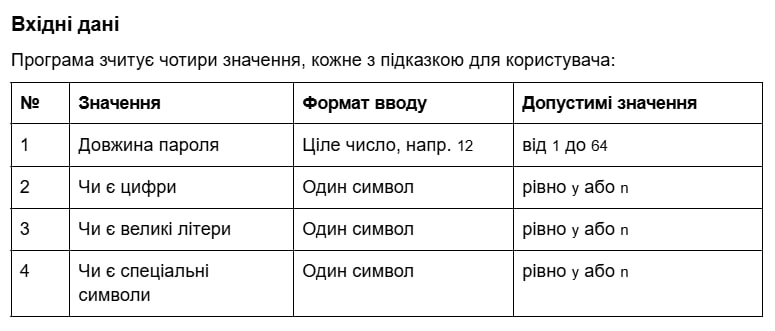 Вхідні дані
Програма зчитує чотири значення, кожне з підказкою для користувача:
№ Значення Формат вводу Допустимі значення
1 Довжина пароля Ціле число, напр. 12 від 1 до 64
2 Чи є цифри Один символ рівно y або n
3 Чи є великі літери Один символ рівно y або n
4 Чи є спеціальні Один символ рівно y або n
символи